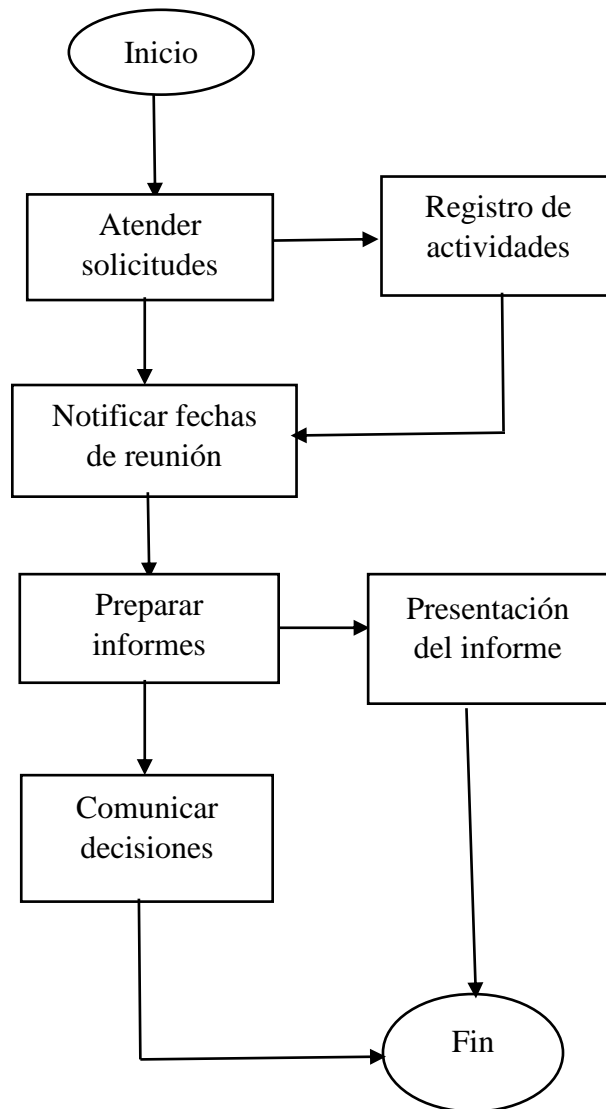 Inicio
Atender
solicitudes
Registro de
actividades
Notificar fechas
de reunión
Preparar
informes
Presentación
del informe
Comunicar
decisiones
Fin